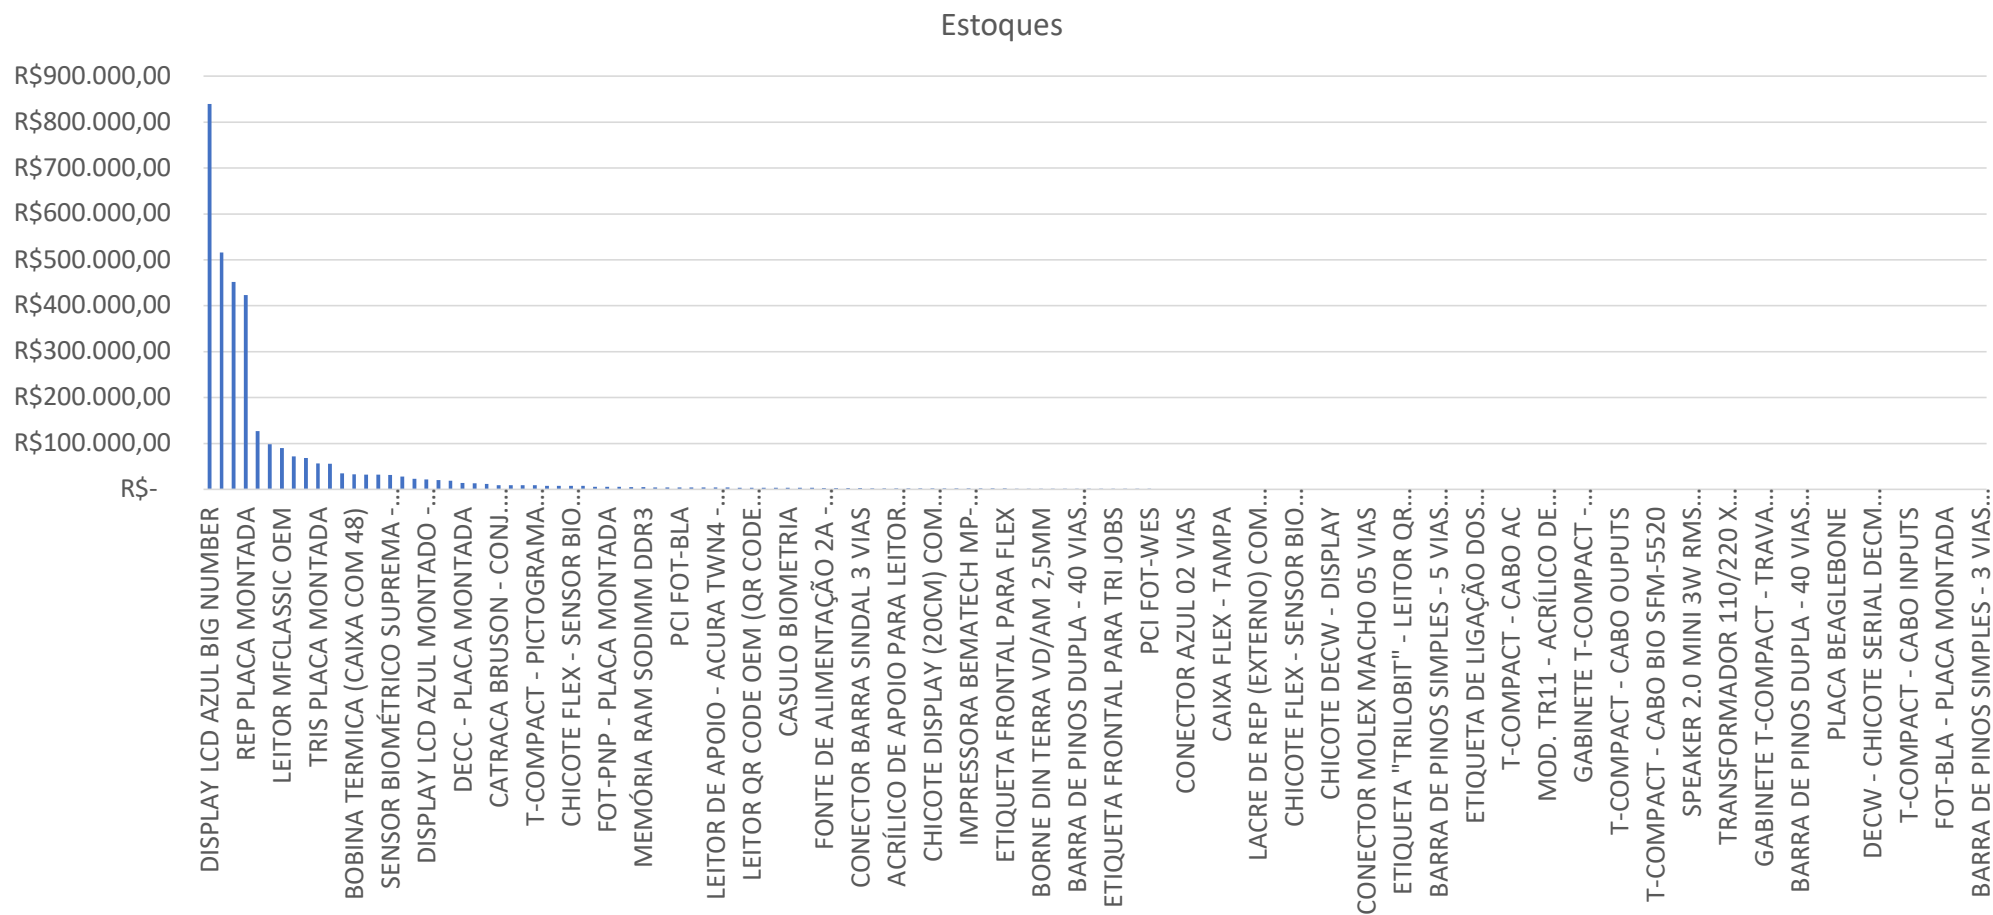 Estoques
R$900.000,00
R$800.000,00
R$700.000,00
R$600.000,00
R$500.000,00
R$400.000,00
R$300.000,00
R$200.000,00
R$100.000,00
R$-
DISPLAY LCD AZUL BIG NUMBER
REP PLACA MONTADA
LEITOR MFCLASSIC OEM
TRIS PLACA MONTADA
BOBINA TERMICA (CAIXA COM 48)
SENSOR BIOMÉTRICO SUPREMA -…
DISPLAY LCD AZUL MONTADO -…
DECC - PLACA MONTADA
CATRACA BRUSON - CONJ…
T-COMPACT - PICTOGRAMA…
CHICOTE FLEX - SENSOR BIO…
FOT-PNP - PLACA MONTADA
MEMÓRIA RAM SODIMM DDR3
PCI FOT-BLA
LEITOR DE APOIO - ACURA TWN4 -…
LEITOR QR CODE OEM (QR CODE…
CASULO BIOMETRIA
FONTE DE ALIMENTAÇÃO 2A -…
CONECTOR BARRA SINDAL 3 VIAS
ACRÍLICO DE APOIO PARA LEITOR…
CHICOTE DISPLAY (20CM) COM…
IMPRESSORA BEMATECH MP-…
ETIQUETA FRONTAL PARA FLEX
BORNE DIN TERRA VD/AM 2,5MM
BARRA DE PINOS DUPLA - 40 VIAS…
ETIQUETA FRONTAL PARA TRI JOBS
PCI FOT-WES
CONECTOR AZUL 02 VIAS
CAIXA FLEX - TAMPA
LACRE DE REP (EXTERNO) COM…
CHICOTE FLEX - SENSOR BIO…
CHICOTE DECW - DISPLAY
CONECTOR MOLEX MACHO 05 VIAS
ETIQUETA "TRILOBIT" - LEITOR QR…
BARRA DE PINOS SIMPLES - 5 VIAS…
ETIQUETA DE LIGAÇÃO DOS…
T-COMPACT - CABO AC
MOD. TR11 - ACRÍLICO DE…
GABINETE T-COMPACT -…
T-COMPACT - CABO OUPUTS
T-COMPACT - CABO BIO SFM-5520
SPEAKER 2.0 MINI 3W RMS…
TRANSFORMADOR 110/220 X…
GABINETE T-COMPACT - TRAVA…
BARRA DE PINOS DUPLA - 40 VIAS…
PLACA BEAGLEBONE
DECW - CHICOTE SERIAL DECM…
T-COMPACT - CABO INPUTS
FOT-BLA - PLACA MONTADA
BARRA DE PINOS SIMPLES - 3 VIAS…